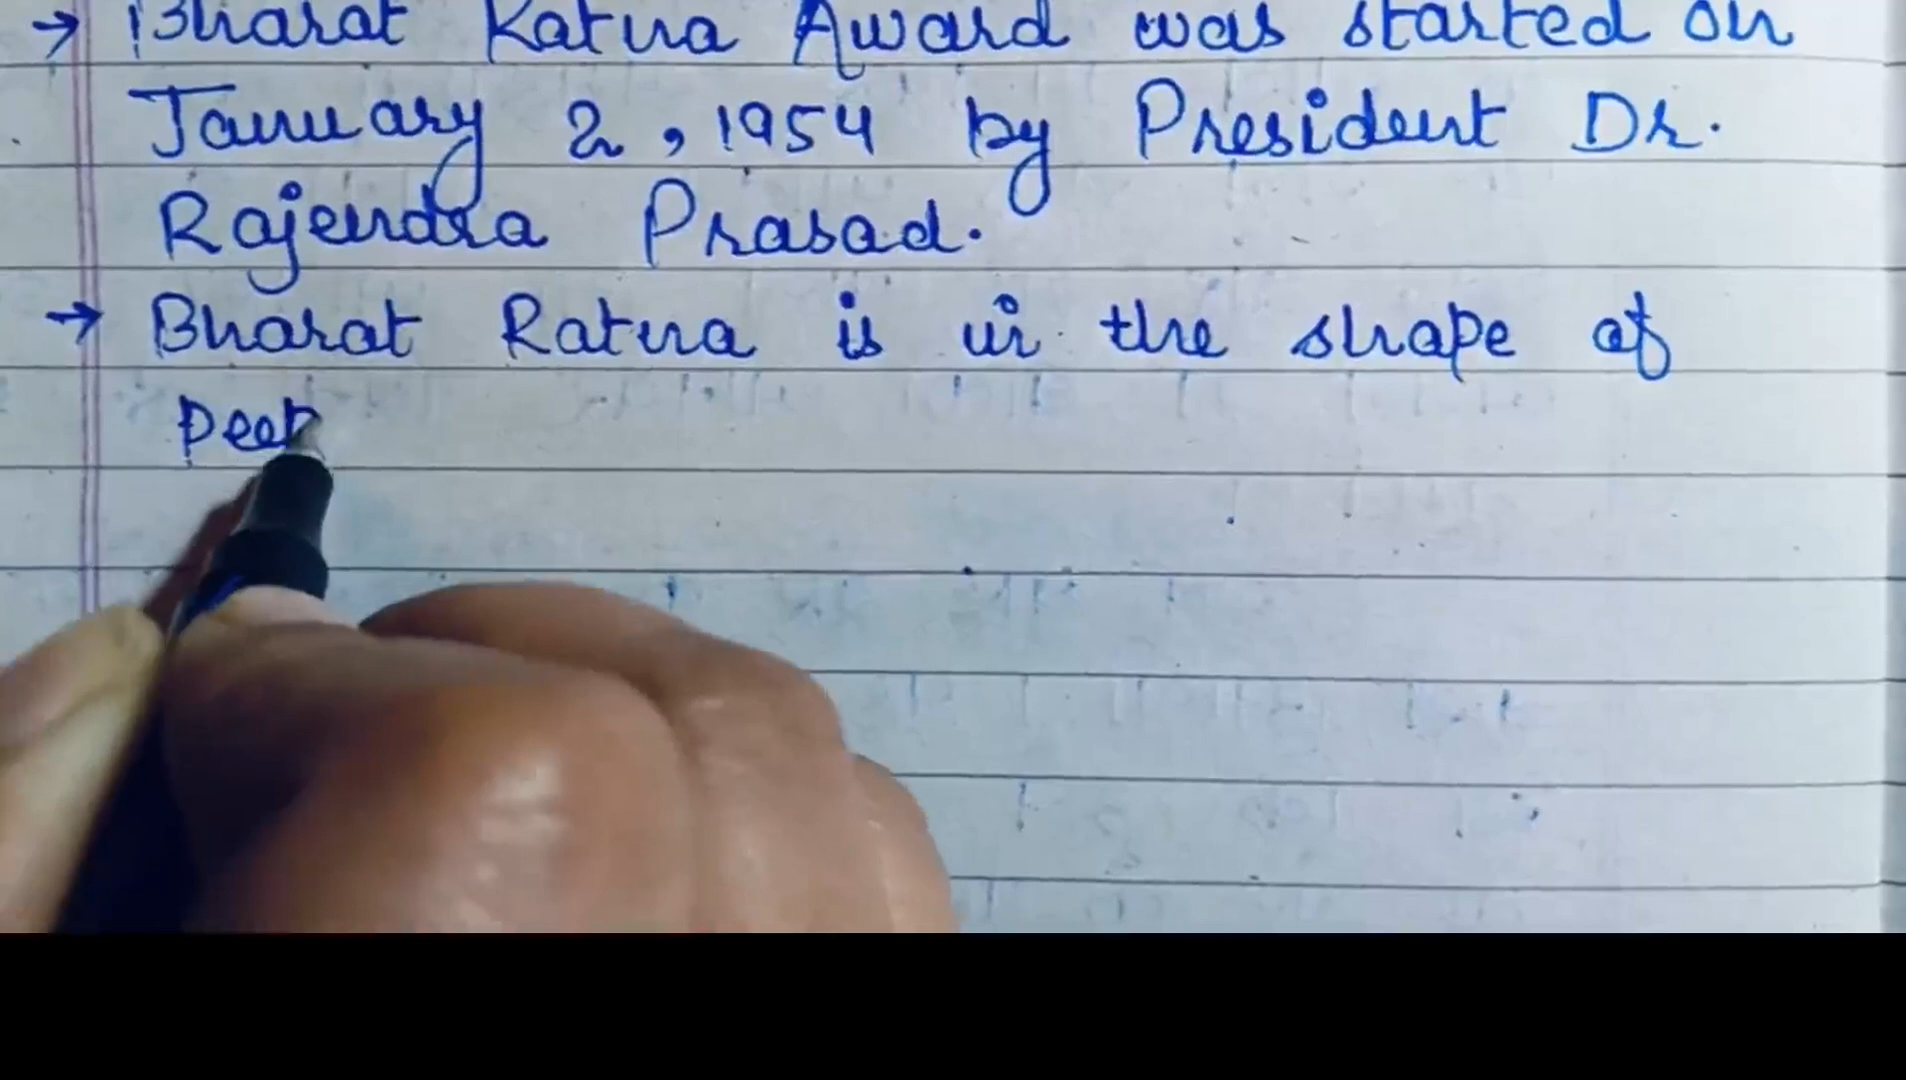 → Bharat Ratna Award was started on
January 2, 1954 by President Dr.
Rajendra Prasad.
→ Bharat Ratna is in the shape of
peep